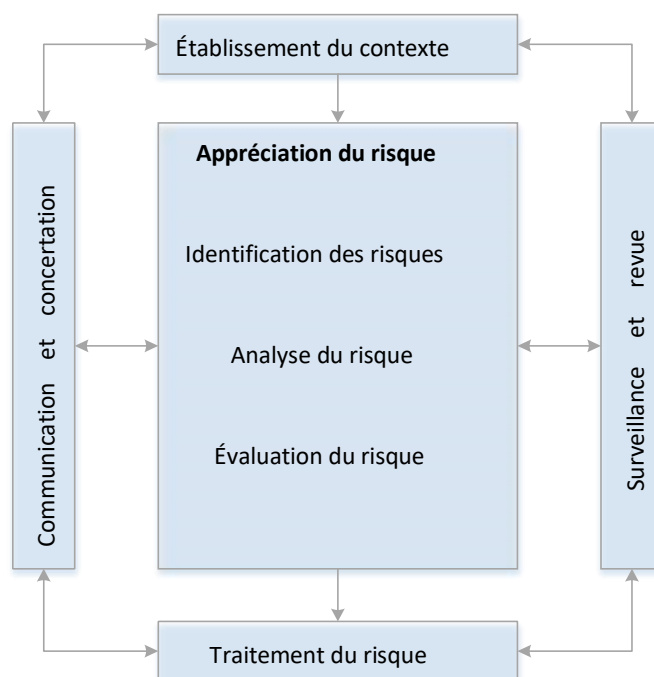 Établissement du contexte
Communication et concertation
Appréciation du risque
Identification des risques
Analyse du risque
Évaluation du risque
Surveillance et revue
Traitement du risque